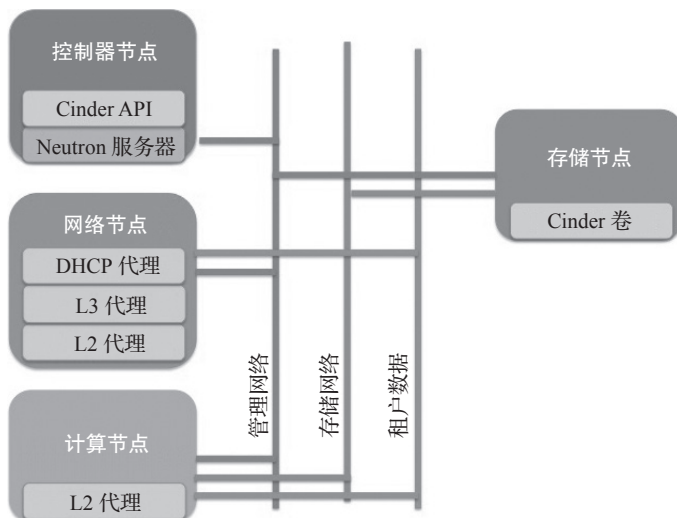 控制器节点
Cinder API
Neutron 服务器
网络节点
DHCP 代理
L3 代理
L2 代理
计算节点
L2 代理
管理网络
存储网络
租户数据
存储节点
Cinder 卷